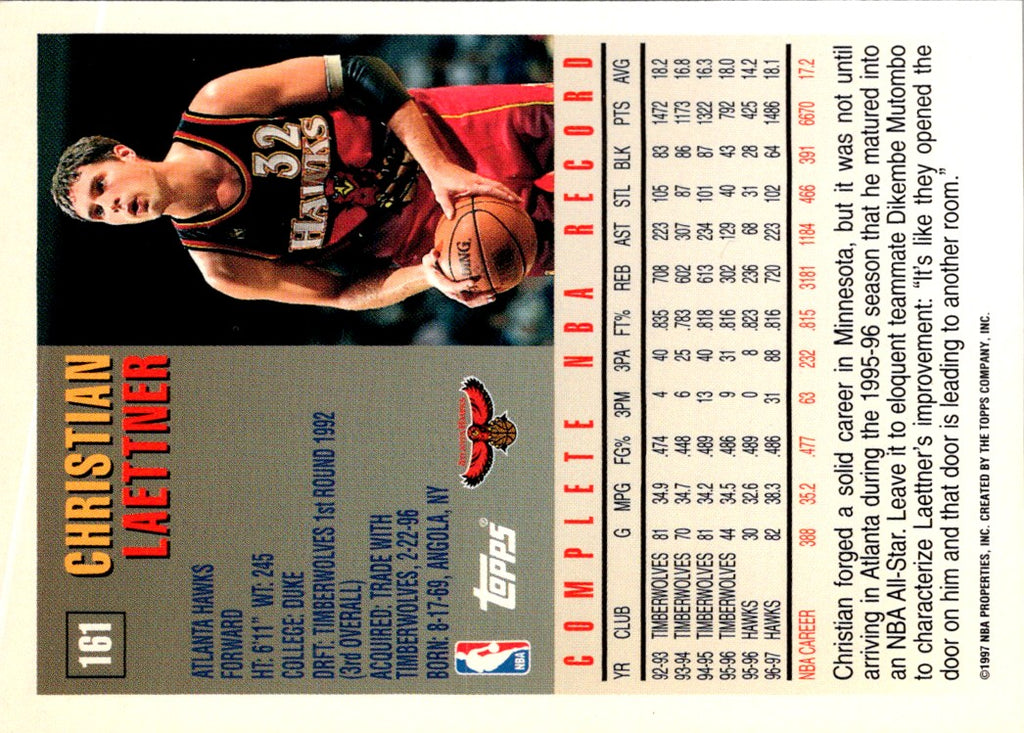 161
CHRISTIAN
LAETTNER
ATLANTA HAWKS
FORWARD
HT: 6'11" WT: 245
COLLEGE: DUKE
DRFT: TIMBERWOLVES 1st ROUND 1992
(3rd OVERALL)
ACQUIRED: TRADE WITH
TIMBERWOLVES, 2-22-96
BORN: 8-17-69, ANGOLA, NY
NBA
TOPPS®
32
HAWKS
COMPLETE NBA RECORD
YR CLUB G MPG FG% 3PM 3PA FT% REB AST STL BLK PTS AVG
92-93 TIMBERWOLVES 81 34.9 .474 4 40 .835 708 223 105 83 1472 18.2
93-94 TIMBERWOLVES 70 34.7 .448 6 25 .783 602 307 87 86 1173 16.8
94-95 TIMBERWOLVES 81 34.2 .489 13 40 .818 613 234 101 87 1322 16.3
95-96 TIMBERWOLVES 44 34.5 .486 9 31 .816 302 129 40 43 792 18.0
95-96 HAWKS 30 32.6 .489 0 8 .823 236 68 31 28 425 14.2
96-97 HAWKS 82 38.3 .486 31 88 .816 720 223 102 64 1486 18.1
NBA CAREER 388 35.2 .477 63 232 .815 3181 1184 466 391 6670 17.2
Christian forged a solid career in Minnesota, but it was not until
arriving in Atlanta during the 1995-96 season that he matured into
an NBA All-Star. Leave it to eloquent teammate Dikembe Mutombo
to characterize Laettner's improvement: "It's like they opened the
door on him and that door is leading to another room."
©1997 NBA PROPERTIES, INC. CREATED BY THE TOPPS COMPANY, INC.